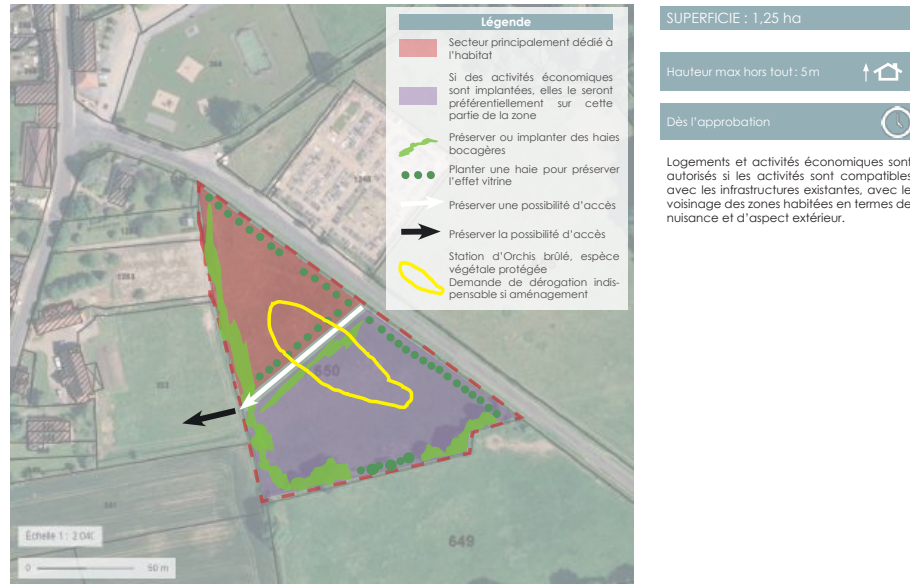 Légende
Secteur principalement dédié à
l'habitat
Si des activités économiques
sont implantées, elles le seront
préférentiellement sur cette
partie de la zone
Préserver ou implanter des haies
bocagères
Planter une haie pour préserver
l'effet vitrine
Préserver une possibilité d'accès
Préserver la possibilité d'accès
Station d'Orchis brûlé, espèce
végétale protégée
Demande de dérogation indis-
pensable si aménagement
650
649
Échelle 1 : 2 04
0
90 m
SUPERFICIE : 1,25 ha
Hauteur max hors tout : 5m
Dès l'approbation
Logements et activités économiques sont
autorisés si les activités sont compatibles
avec les infrastructures existantes, avec le
voisinage des zones habitées en termes de
nuisance et d'aspect extérieur.